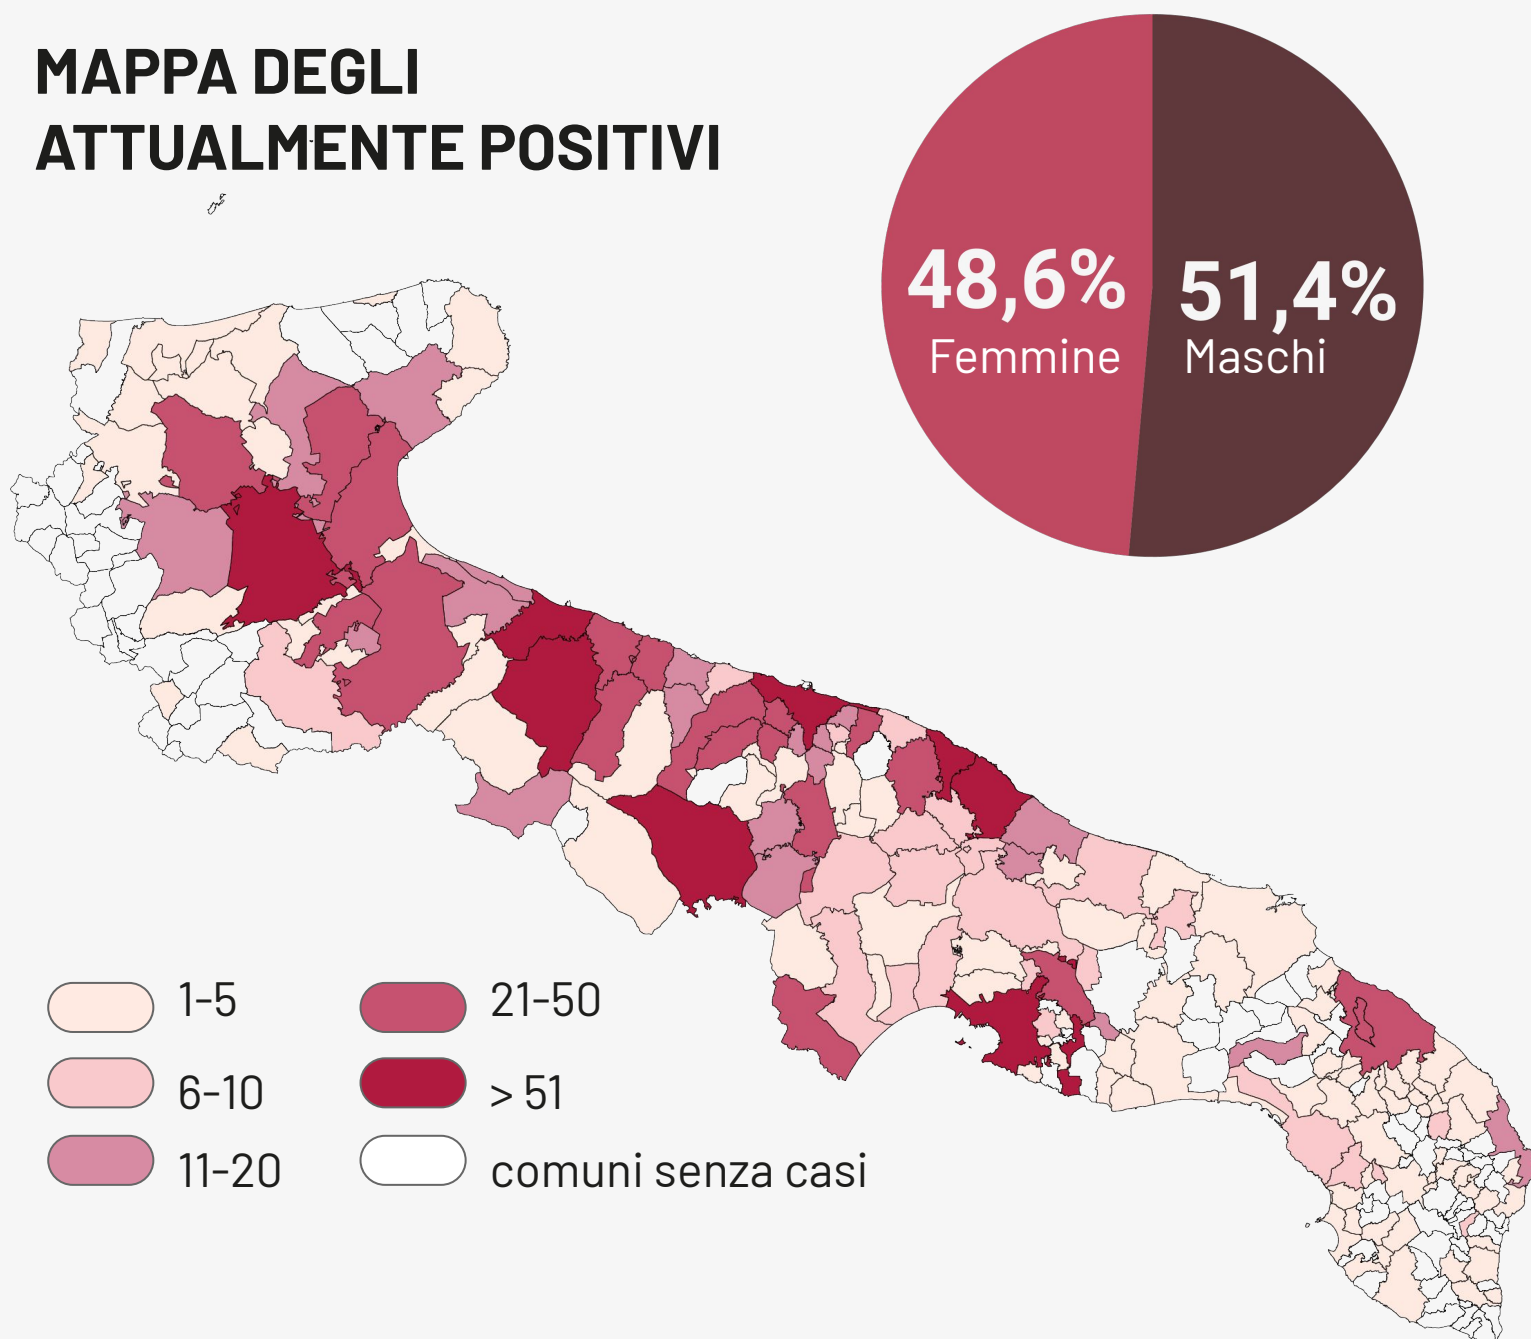 MAPPA DEGLI
ATTUALMENTE POSITIVI
48,6%
Femmine
51,4%
Maschi
1-5
6-10
11-20
21-50
> 51
comuni senza casi